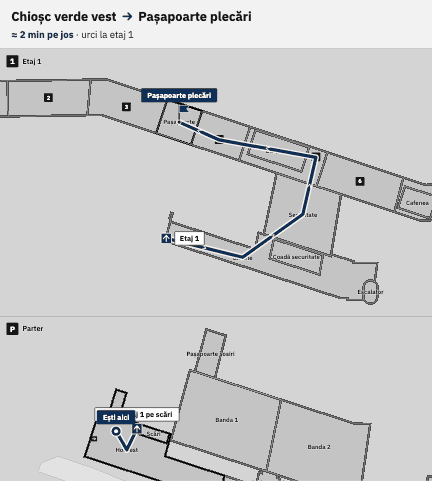 Chioșc verde vest → Pașapoarte plecări
≈ 2 min pe jos · urci la etaj 1
1 Etaj 1
Pașapoarte plecări
2
3
6
Cafenea
Etaj 1
Coadă securitate
Escalator
P Parter
Pașapoarte sosiri
Banda 1
Banda 2
1 pe scări
Ești aici
Scări